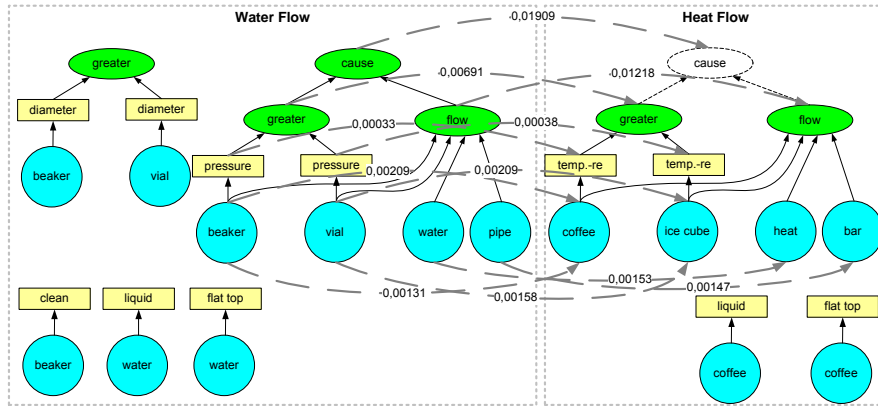 Water Flow
Heat Flow
-0,01909
greater
cause
cause
-0,00691
-0,01218
diameter
diameter
greater
flow
greater
flow
0,00033
0,00038
pressure
pressure
temp.-re
temp.-re
0,00209
0,00209
beaker
vial
beaker
vial
water
pipe
coffee
ice cube
heat
bar
0,00153
0,00147
-0,00131
-0,00158
clean
liquid
flat top
liquid
flat top
beaker
water
water
coffee
coffee